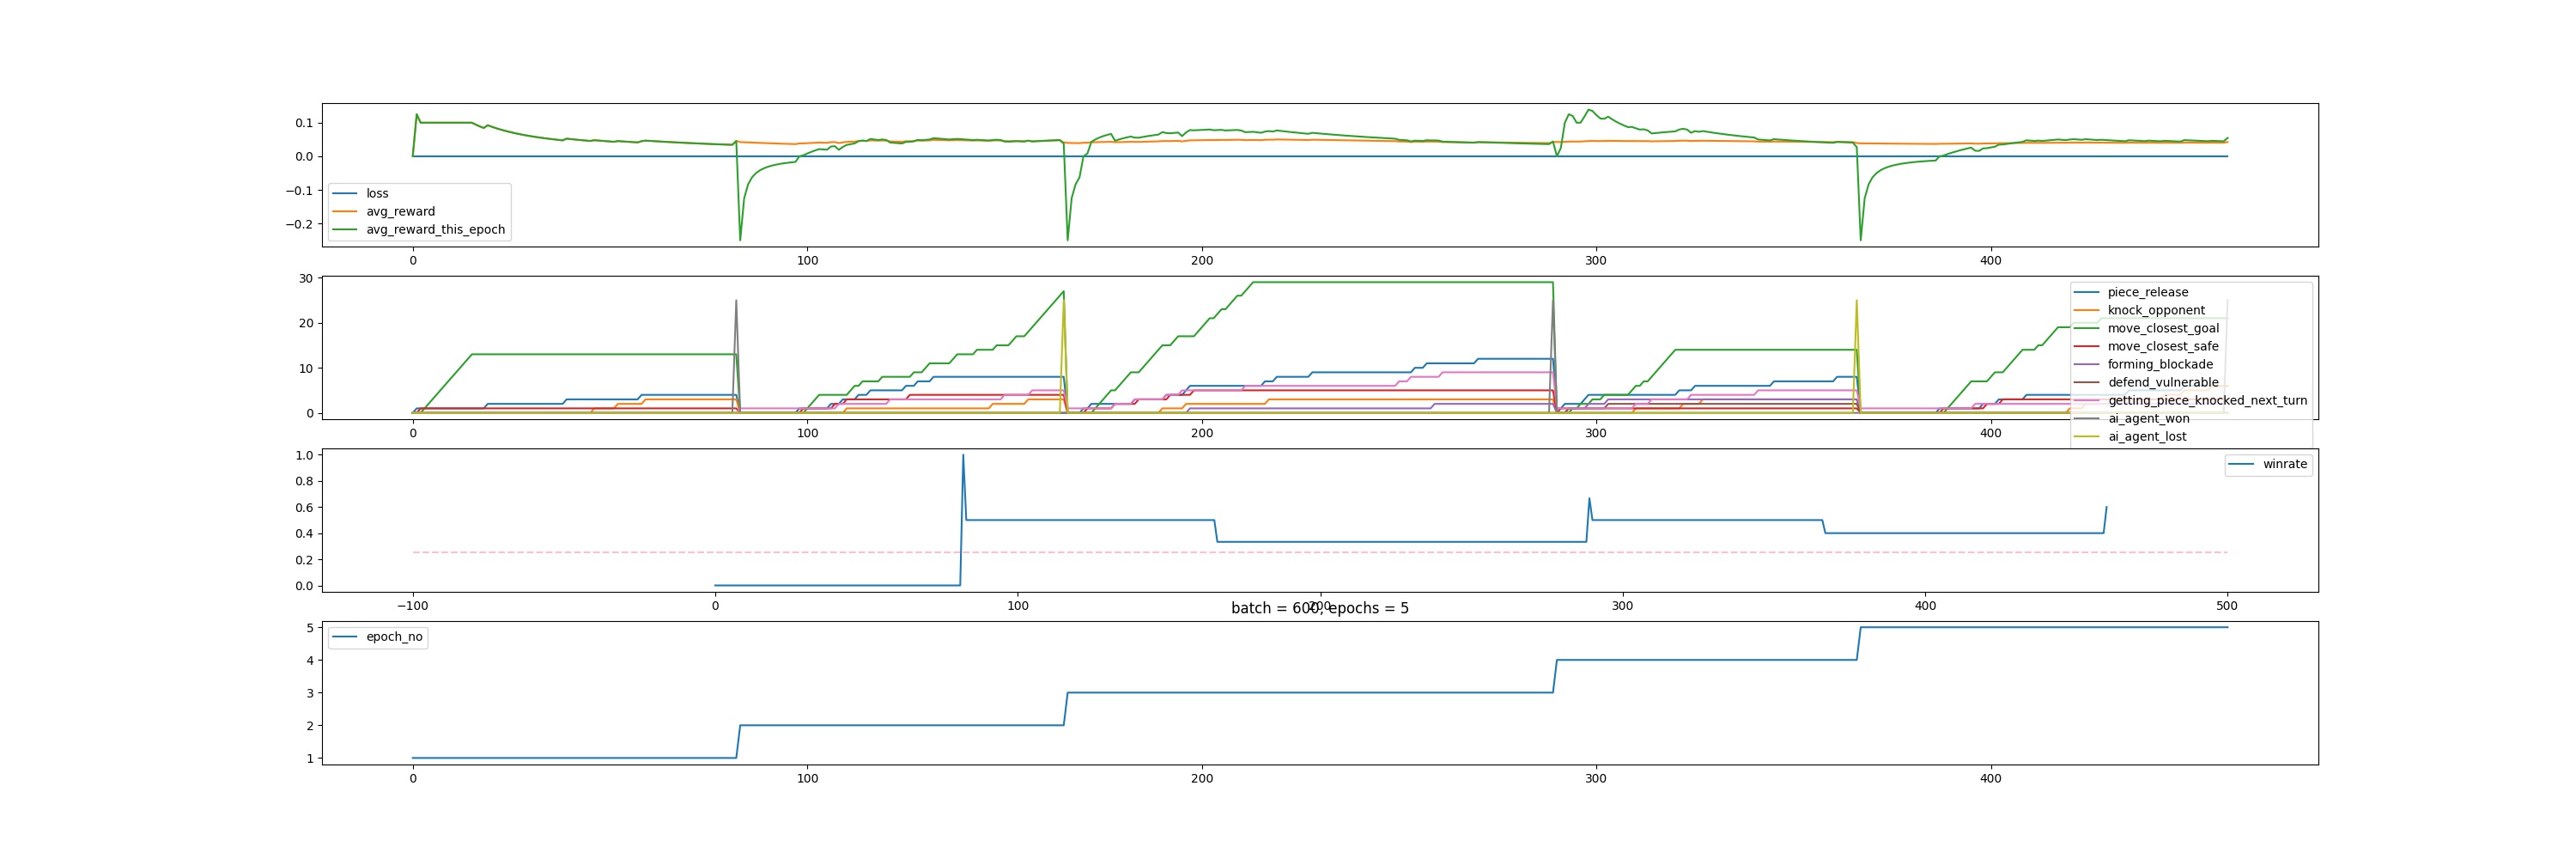 0.1
0.0
−0.1
−0.2
loss
avg_reward
avg_reward_this_epoch
0 100 200 300 400
30
20
10
0
piece_release
knock_opponent
move_closest_goal
move_closest_safe
forming_blockade
defend_vulnerable
getting_piece_knocked_next_turn
ai_agent_won
ai_agent_lost
0 100 200 300 400
1.0
0.8
0.6
0.4
0.2
0.0
winrate
−100 0 100 200 300 400 500
batch = 600, epochs = 5
5
4
3
2
1
epoch_no
0 100 200 300 400